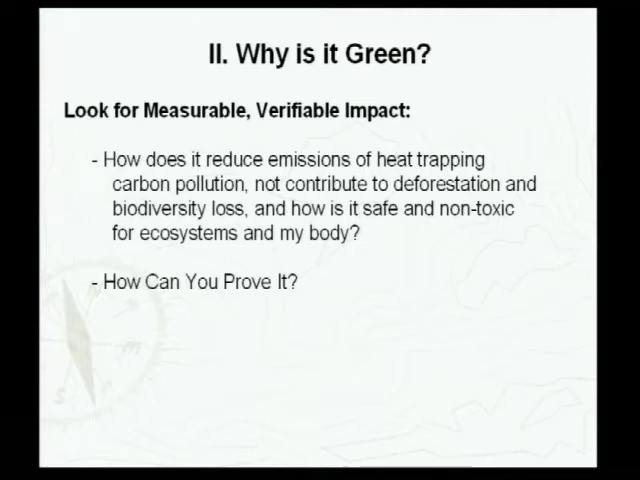 II. Why is it Green?
Look for Measurable, Verifiable Impact:
- How does it reduce emissions of heat trapping
carbon pollution, not contribute to deforestation and
biodiversity loss, and how is it safe and non-toxic
for ecosystems and my body?
- How Can You Prove It?
s
m